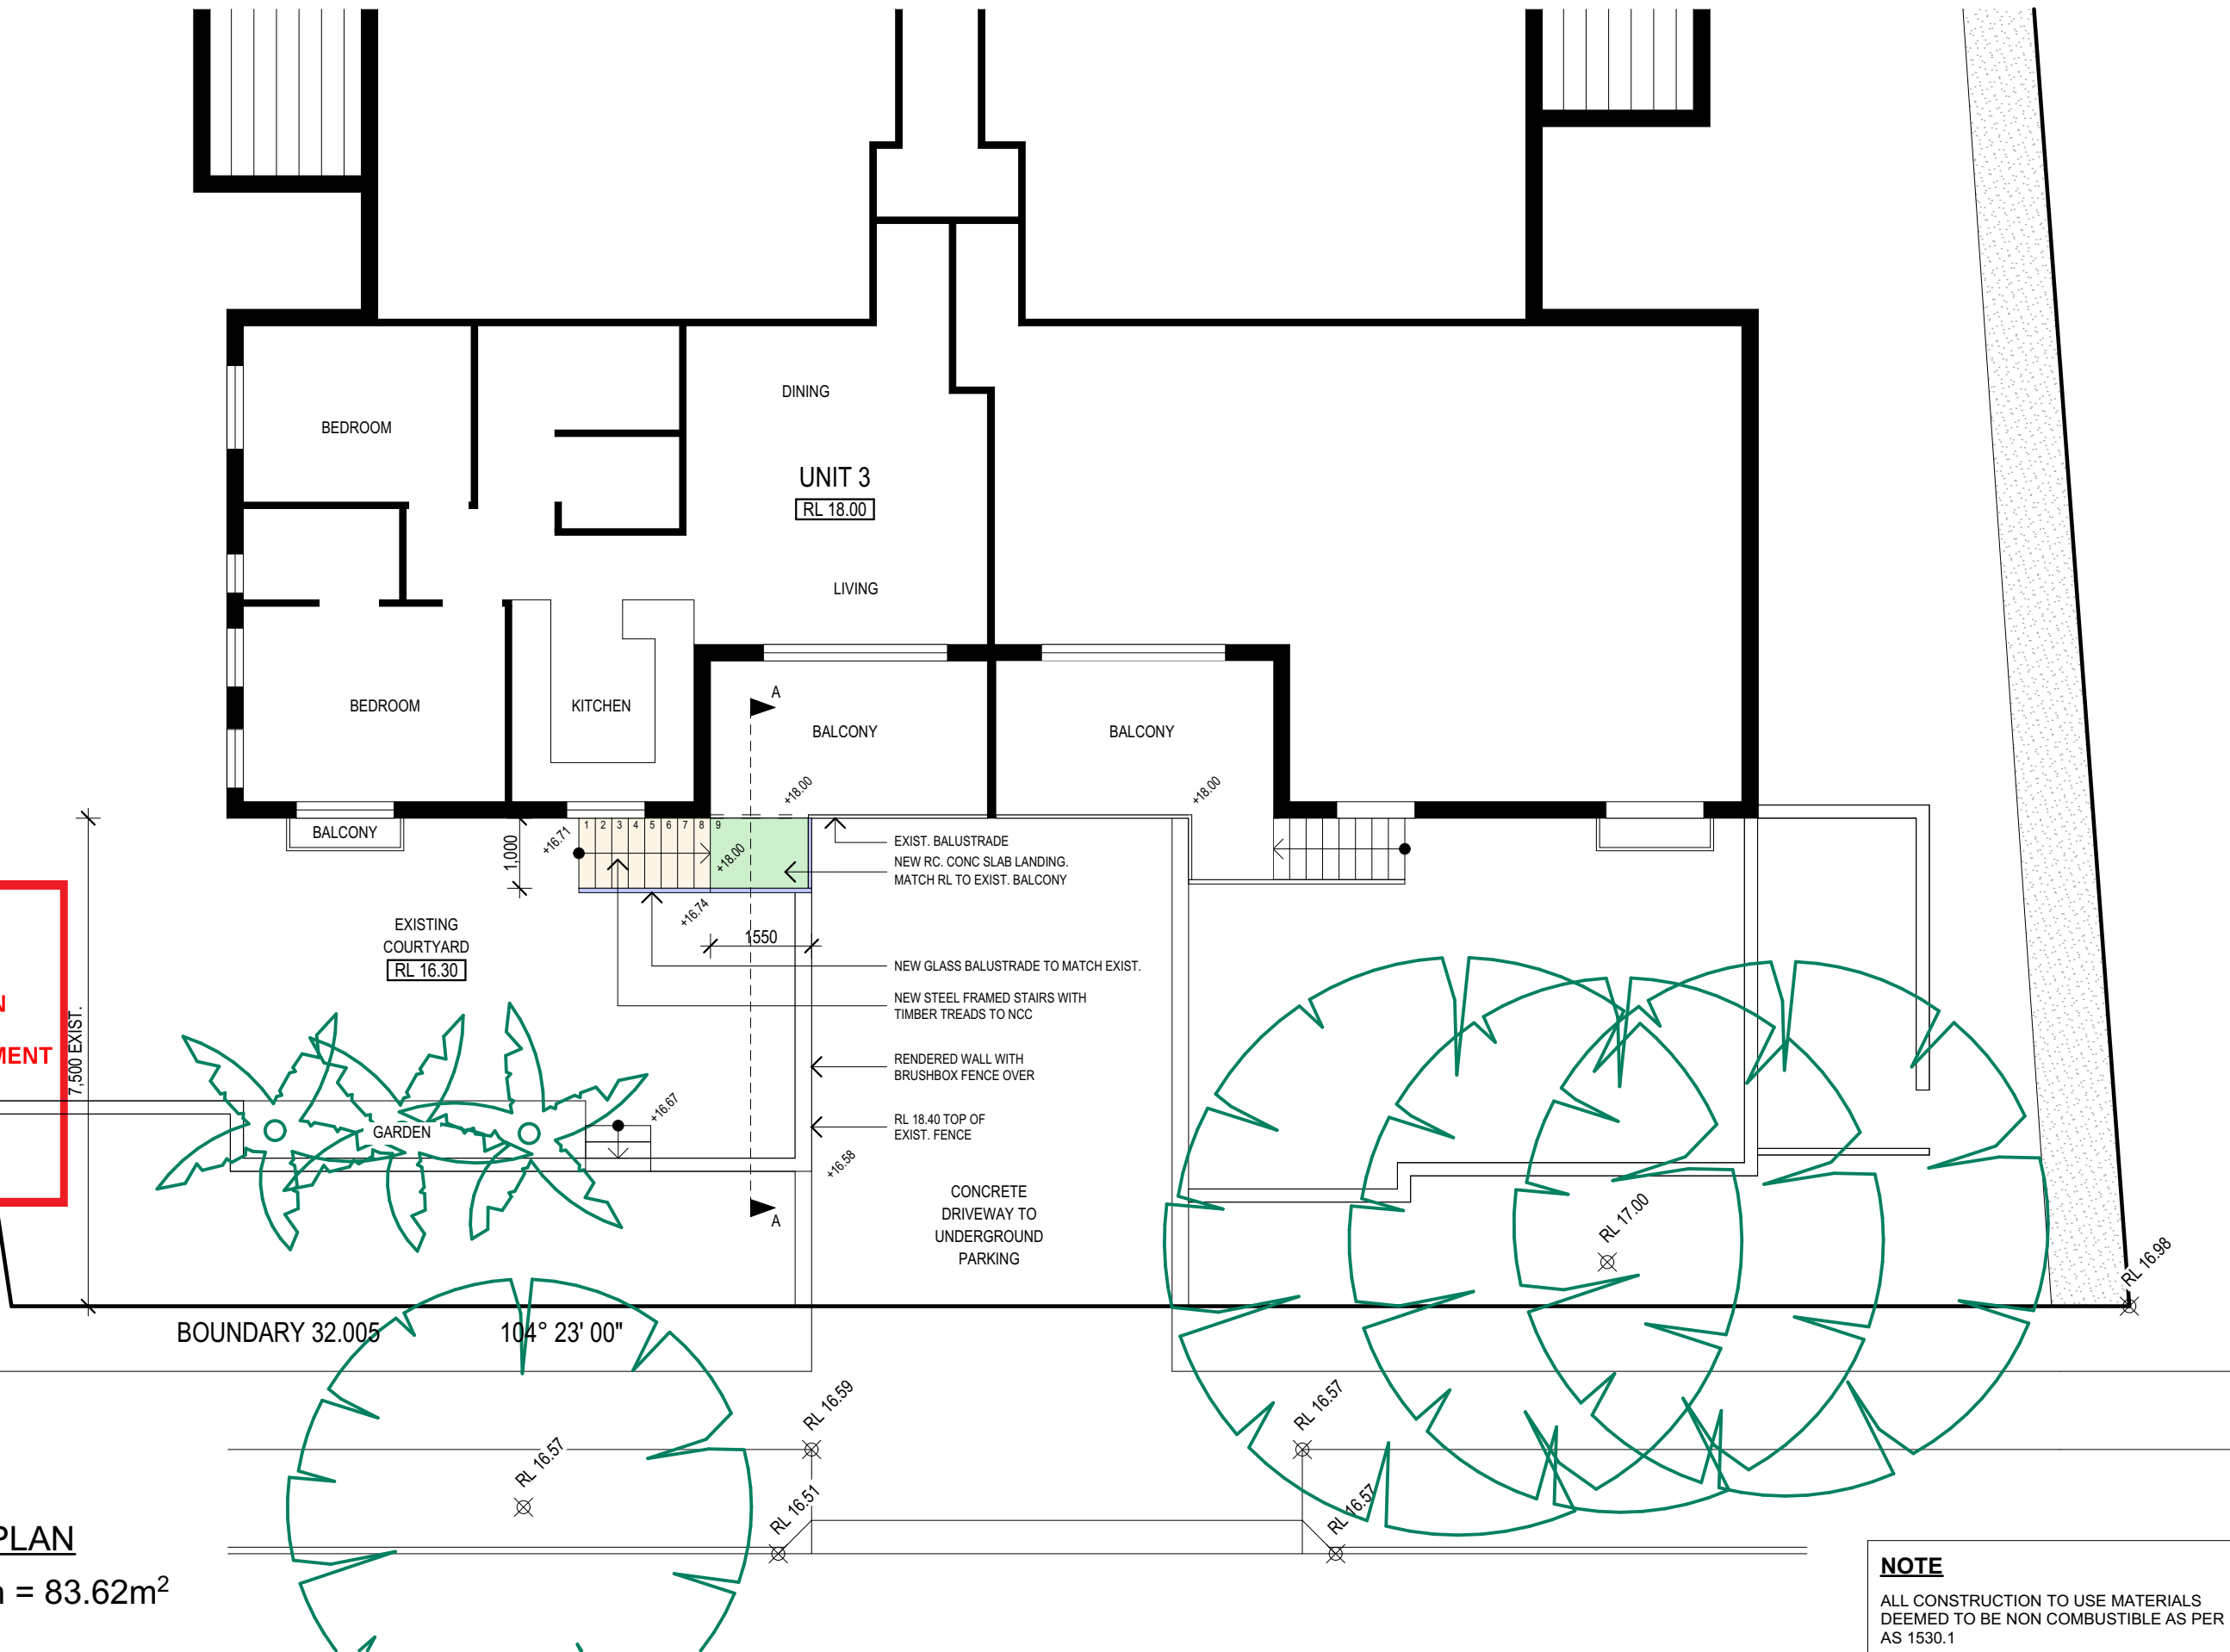 DINING
BEDROOM
UNIT 3
RL 18.00
LIVING
A
BEDROOM
KITCHEN
BALCONY
BALCONY
+18.00
+18.00
BALCONY
1,000
+16.71
1 2 3 4 5 6 7 8 9
+18.00
EXIST. BALUSTRADE
NEW RC. CONC SLAB LANDING.
MATCH RL TO EXIST. BALCONY
+16.74
1550
EXISTING
COURTYARD
RL 16.30
NEW GLASS BALUSTRADE TO MATCH EXIST.
NEW STEEL FRAMED STAIRS WITH
TIMBER TREADS TO NCC
N
MENT
7,500 EXIST.
RENDERED WALL WITH
BRUSHBOX FENCE OVER
+16.67
GARDEN
RL 18.40 TOP OF
EXIST. FENCE
+16.58
A
CONCRETE
DRIVEWAY TO
UNDERGROUND
PARKING
RL 17.00
RL 16.98
BOUNDARY 32.005
104° 23' 00"
RL 16.59
RL 16.57
RL 16.57
RL 16.51
RL 16.57
PLAN
= 83.62m²
NOTE
ALL CONSTRUCTION TO USE MATERIALS
DEEMED TO BE NON COMBUSTIBLE AS PER
AS 1530.1